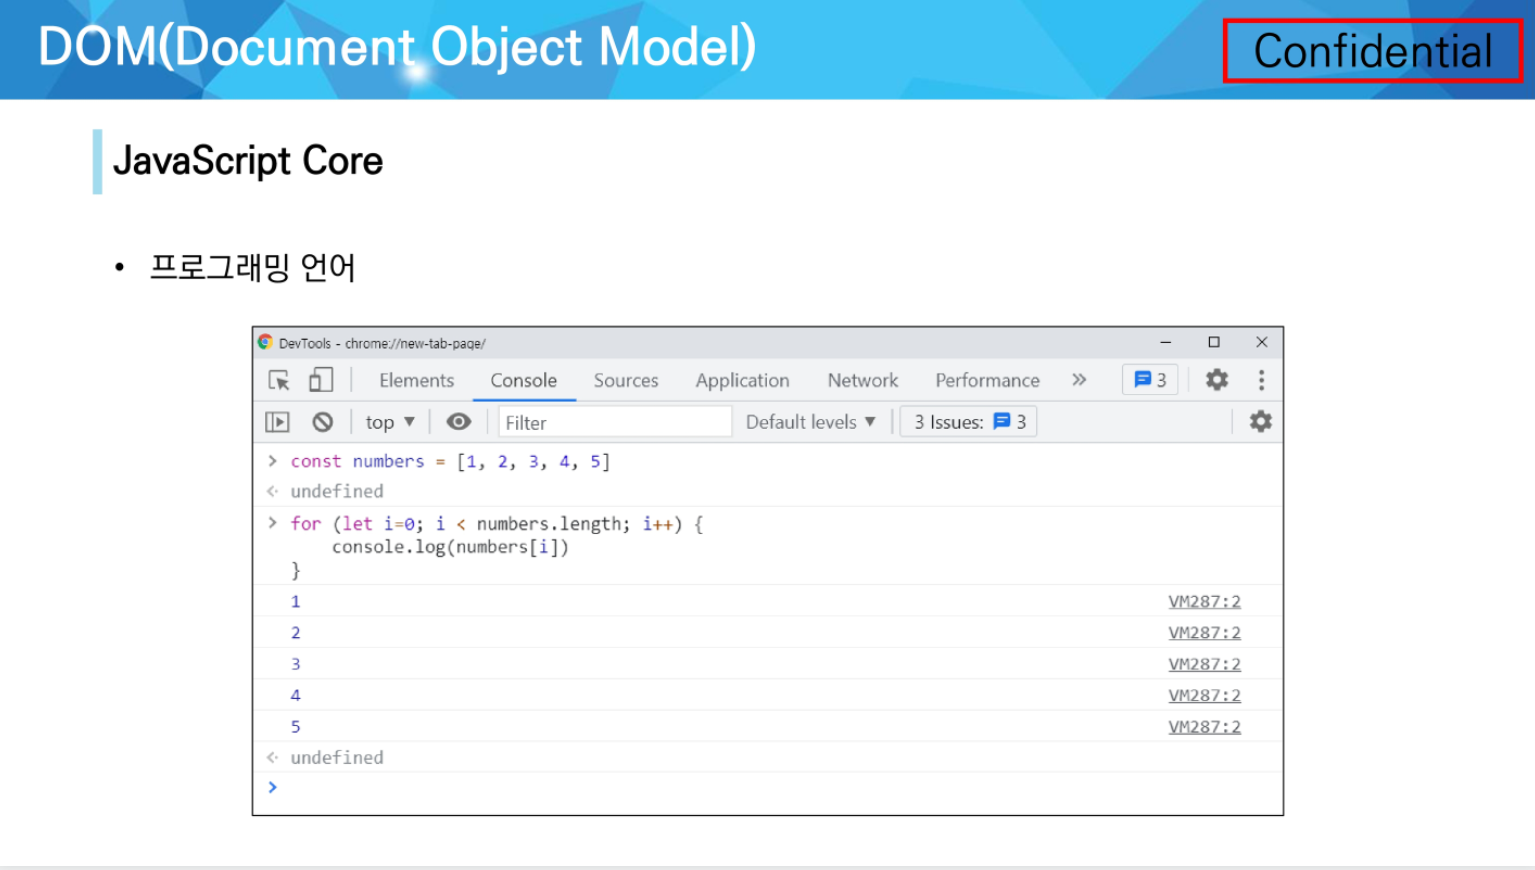 DOM(Document Object Model)
Confidential
JavaScript Core
• 프로그래밍 언어
DevTools - chrome://new-tab-page/
Elements Console Sources Application Network Performance » 3
top ▼ Filter Default levels ▼ 3 Issues: 3
> const numbers = [1, 2, 3, 4, 5]
undefined
> for (let i=0; i < numbers.length; i++) {
console.log(numbers[i])
}
1 VM287:2
2 VM287:2
3 VM287:2
4 VM287:2
5 VM287:2
undefined
>